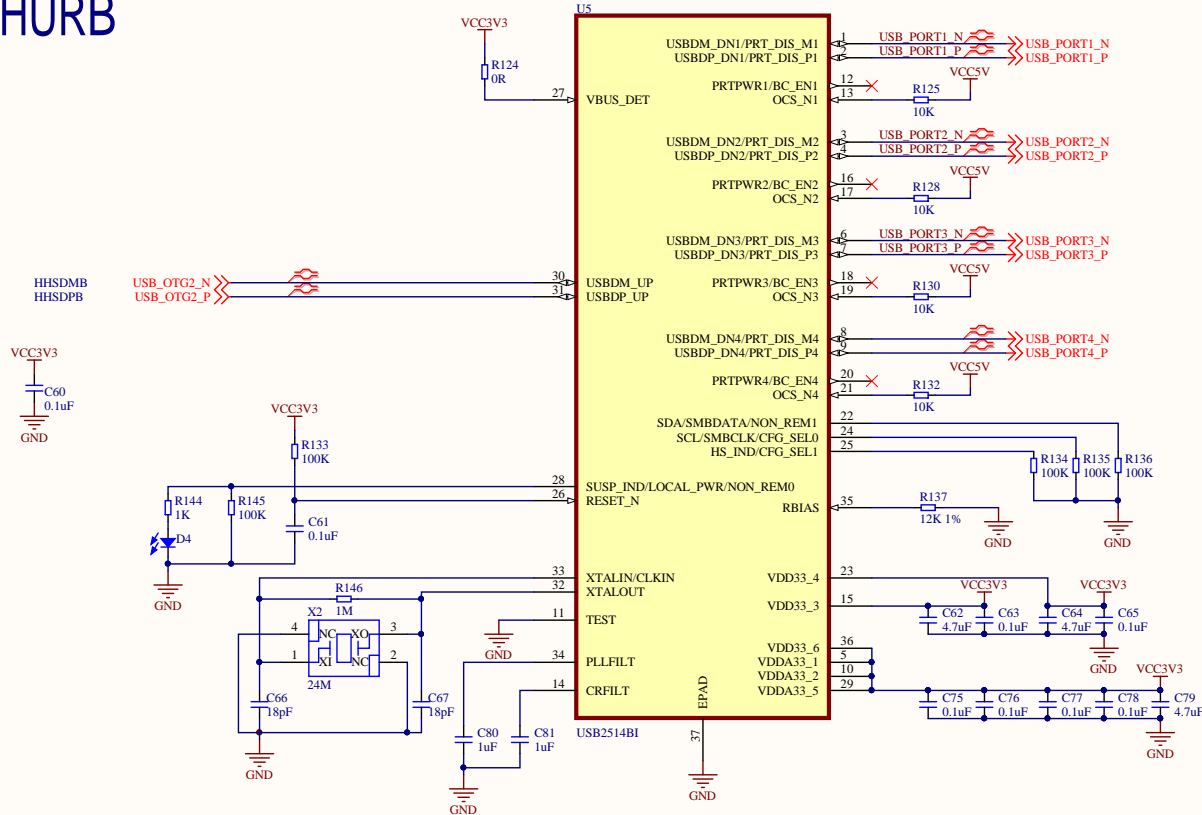 HURB
U5
VCC3V3
R124
0R
27 VBUS_DET
USBDM_DN1/PRT_DIS_M1 1 USB_PORT1_N USB_PORT1_N
USBDP_DN1/PRT_DIS_P1 2 USB_PORT1_P USB_PORT1_P
PRTPWR1/BC_EN1 12
OCS_N1 13
R125
10K
VCC5V
USBDM_DN2/PRT_DIS_M2 3 USB_PORT2_N USB_PORT2_N
USBDP_DN2/PRT_DIS_P2 4 USB_PORT2_P USB_PORT2_P
PRTPWR2/BC_EN2 16
OCS_N2 17
R128
10K
VCC5V
USBDM_DN3/PRT_DIS_M3 6 USB_PORT3_N USB_PORT3_N
USBDP_DN3/PRT_DIS_P3 7 USB_PORT3_P USB_PORT3_P
PRTPWR3/BC_EN3 18
OCS_N3 19
R130
10K
VCC5V
HHSDMB USB_OTG2_N 30 USBDM_UP
HHSDPB USB_OTG2_P 31 USBDP_UP
USBDM_DN4/PRT_DIS_M4 8 USB_PORT4_N
USBDP_DN4/PRT_DIS_P4 9 USB_PORT4_P
PRTPWR4/BC_EN4 20
OCS_N4 21
R132
10K
VCC5V
VCC3V3
C60
0.1uF
GND
VCC3V3
R133
100K
SDA/SMBDATA/NON_REM1 22
SCL/SMBCLK/CFG_SEL0 24
HS_IND/CFG_SEL1 25
R134
100K
R135
100K
R136
100K
GND
28 SUSP_IND/LOCAL_PWR/NON_REM0
26 RESET_N
R144
1K
R145
100K
C61
0.1uF
D4
GND
RBIAS 35
R137
12K 1%
GND
33 XTALIN/CLKIN
32 XTALOUT
R146
1M
X2
4 NC XO 3
1 XI NC 2
24M
C66
18pF
C67
18pF
GND
11 TEST
GND
34 PLLFILT
14 CRFILT
C80
1uF
C81
1uF
GND
VDD33_4 23
VDD33_3 15
VCC3V3
VCC3V3
C62
4.7uF
C63
0.1uF
C64
4.7uF
C65
0.1uF
GND
VDD33_6 36
VDDA33_1 5
VDDA33_2 10
VDDA33_5 29
VCC3V3
C75
0.1uF
C76
0.1uF
C77
0.1uF
C78
0.1uF
C79
4.7uF
GND
EPAD
37
USB2514BI
GND